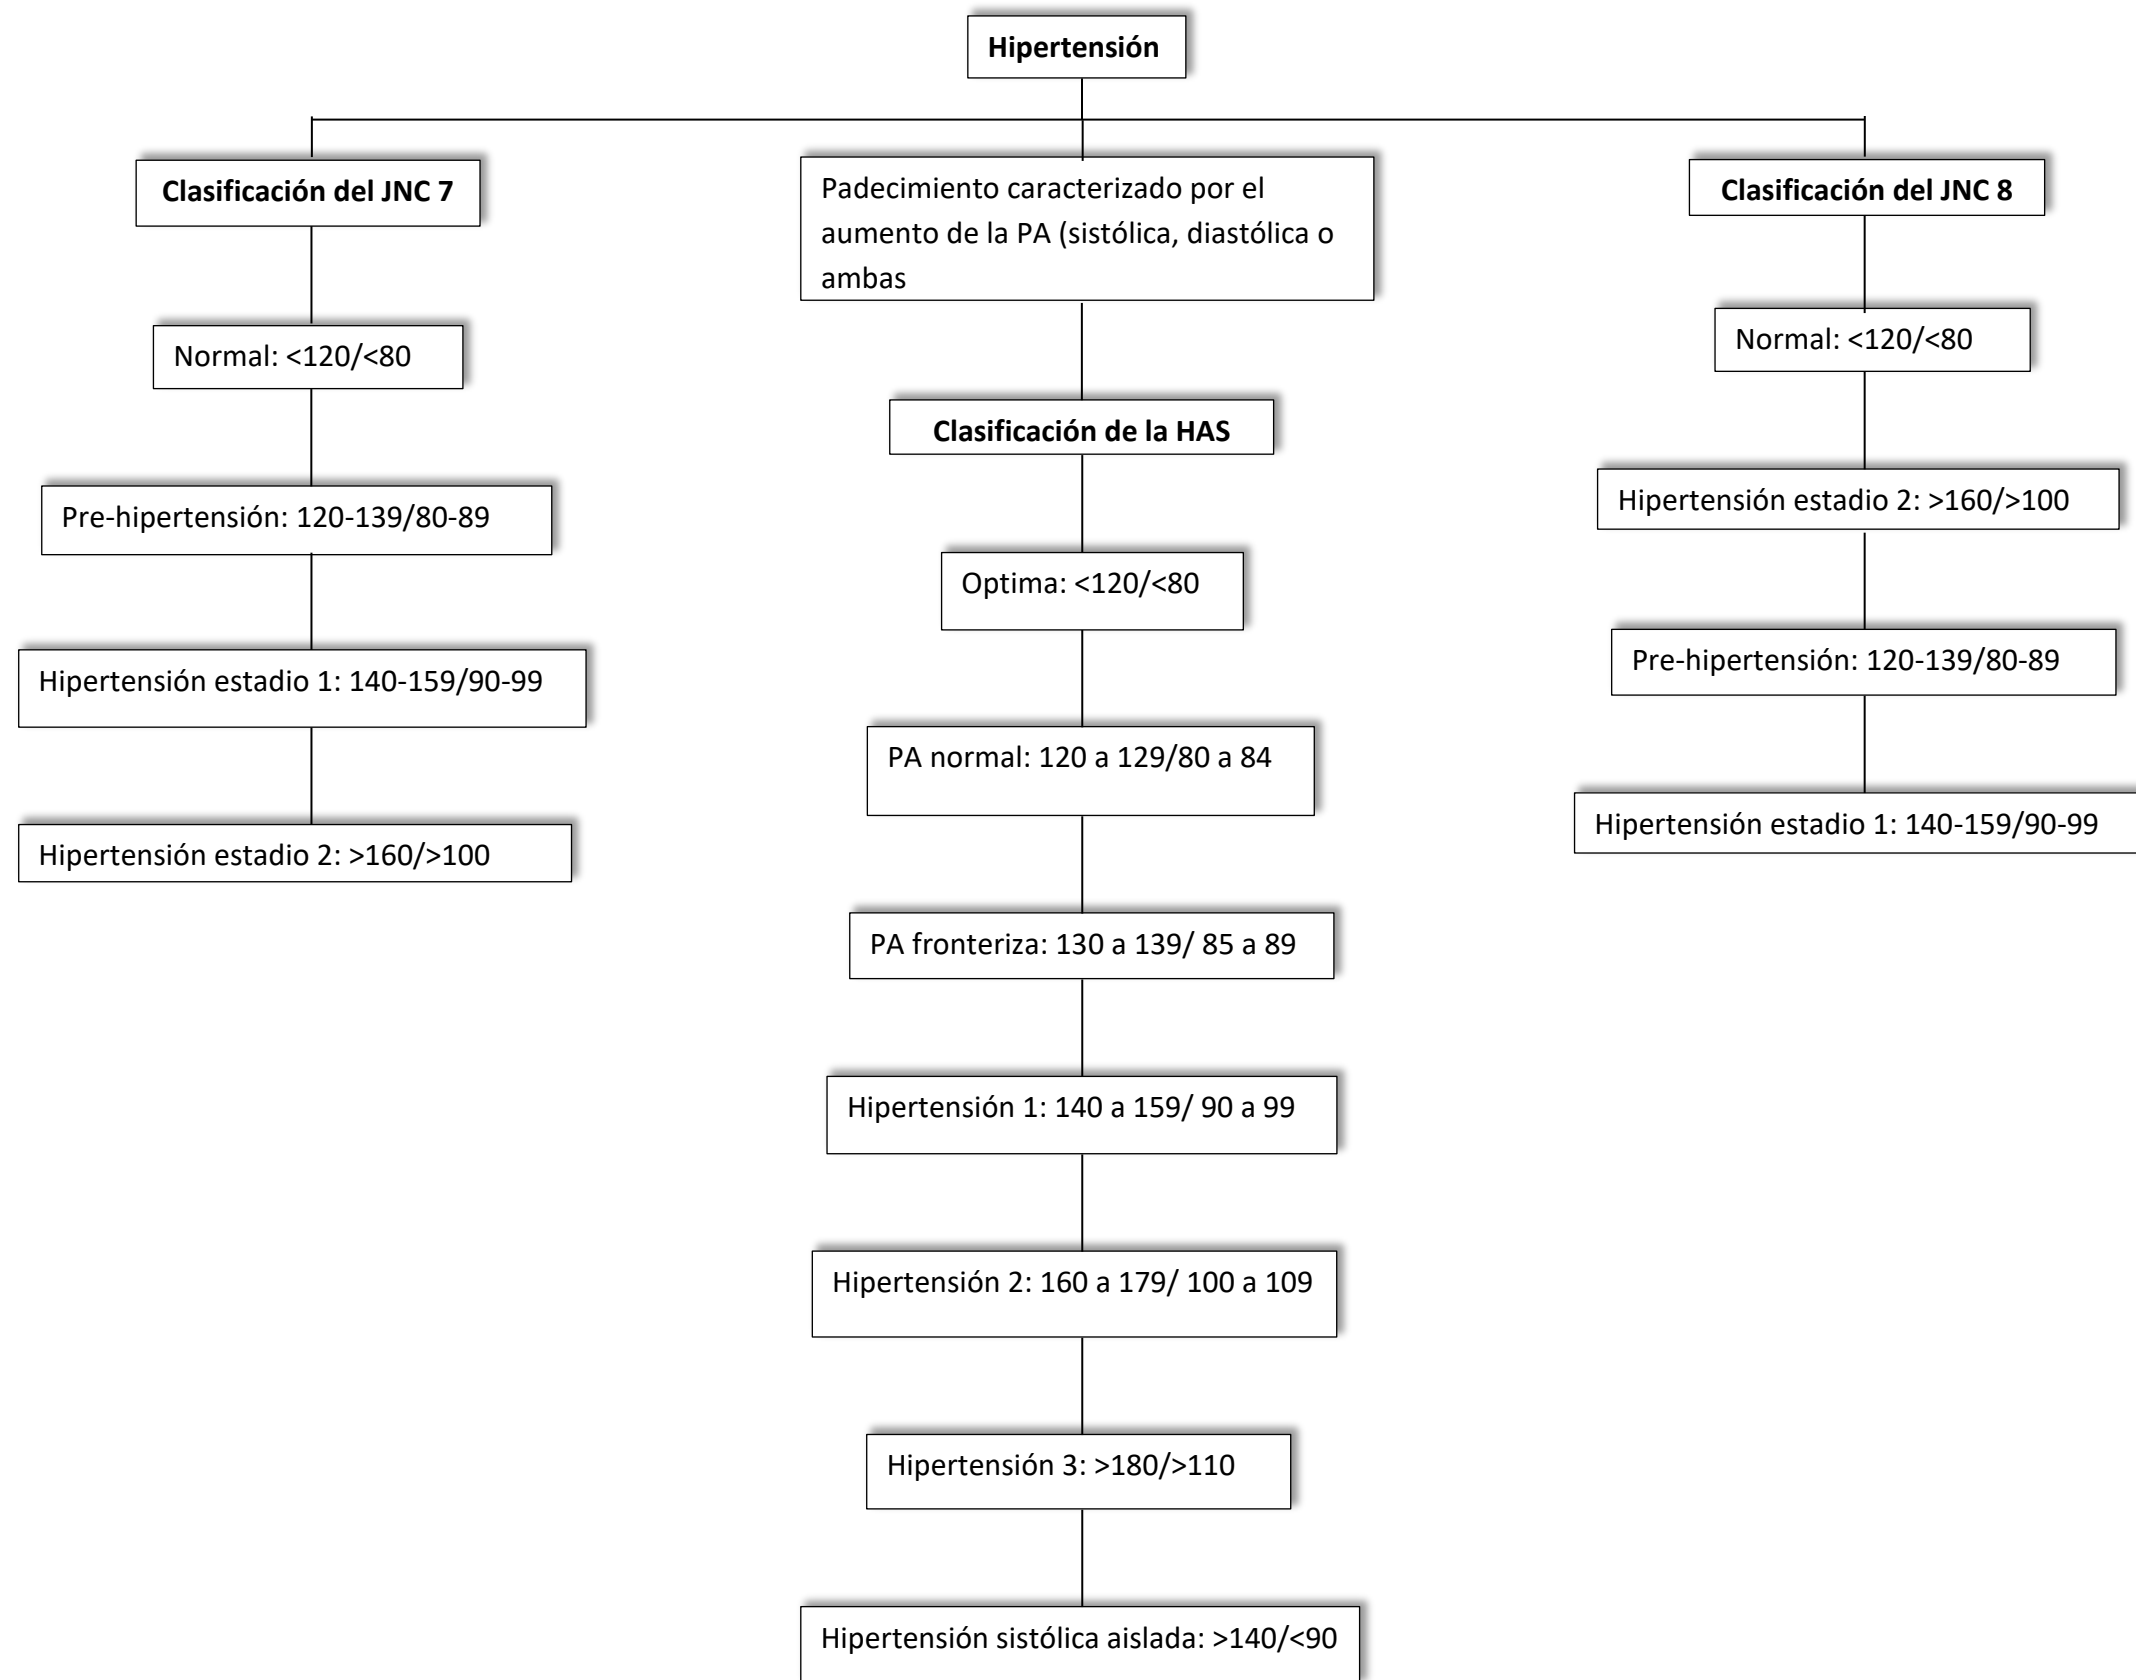 Hipertensión
Clasificación del JNC 7
Normal: <120/<80
Pre-hipertensión: 120-139/80-89
Hipertensión estadio 1: 140-159/90-99
Hipertensión estadio 2: >160/>100
Padecimiento caracterizado por el
aumento de la PA (sistólica, diastólica o
ambas
Clasificación de la HAS
Optima: <120/<80
PA normal: 120 a 129/80 a 84
PA fronteriza: 130 a 139/ 85 a 89
Hipertensión 1: 140 a 159/ 90 a 99
Hipertensión 2: 160 a 179/ 100 a 109
Hipertensión 3: >180/>110
Hipertensión sistólica aislada: >140/<90
Clasificación del JNC 8
Normal: <120/<80
Hipertensión estadio 2: >160/>100
Pre-hipertensión: 120-139/80-89
Hipertensión estadio 1: 140-159/90-99